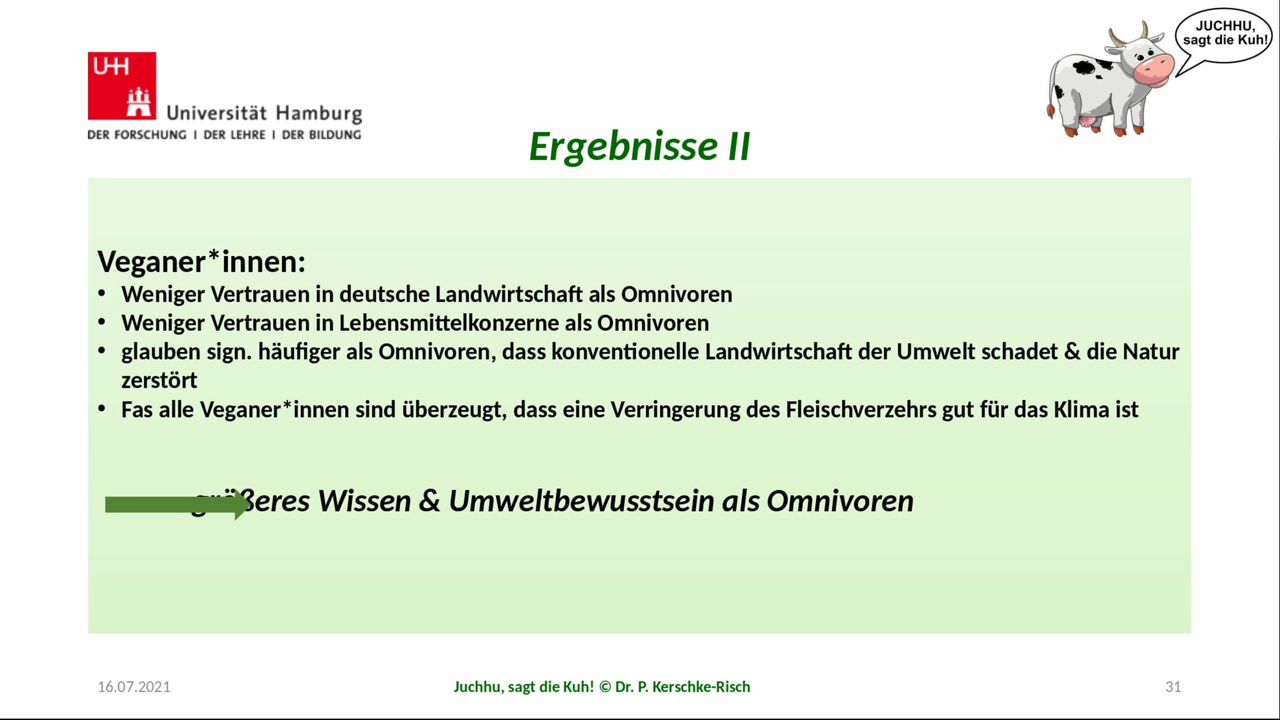 JUCHHU,
sagt die Kuh!
UH
Universität Hamburg
DER FORSCHUNG I DER LEHRE I DER BILDUNG
Ergebnisse II
Veganer*innen:
• Weniger Vertrauen in deutsche Landwirtschaft als Omnivoren
• Weniger Vertrauen in Lebensmittelkonzerne als Omnivoren
• glauben sign. häufiger als Omnivoren, dass konventionelle Landwirtschaft der Umwelt schadet & die Natur
zerstört
• Fas alle Veganer*innen sind überzeugt, dass eine Verringerung des Fleischverzehrs gut für das Klima ist
größeres Wissen & Umweltbewusstsein als Omnivoren
16.07.2021
Juchhu, sagt die Kuh! © Dr. P. Kerschke-Risch
31